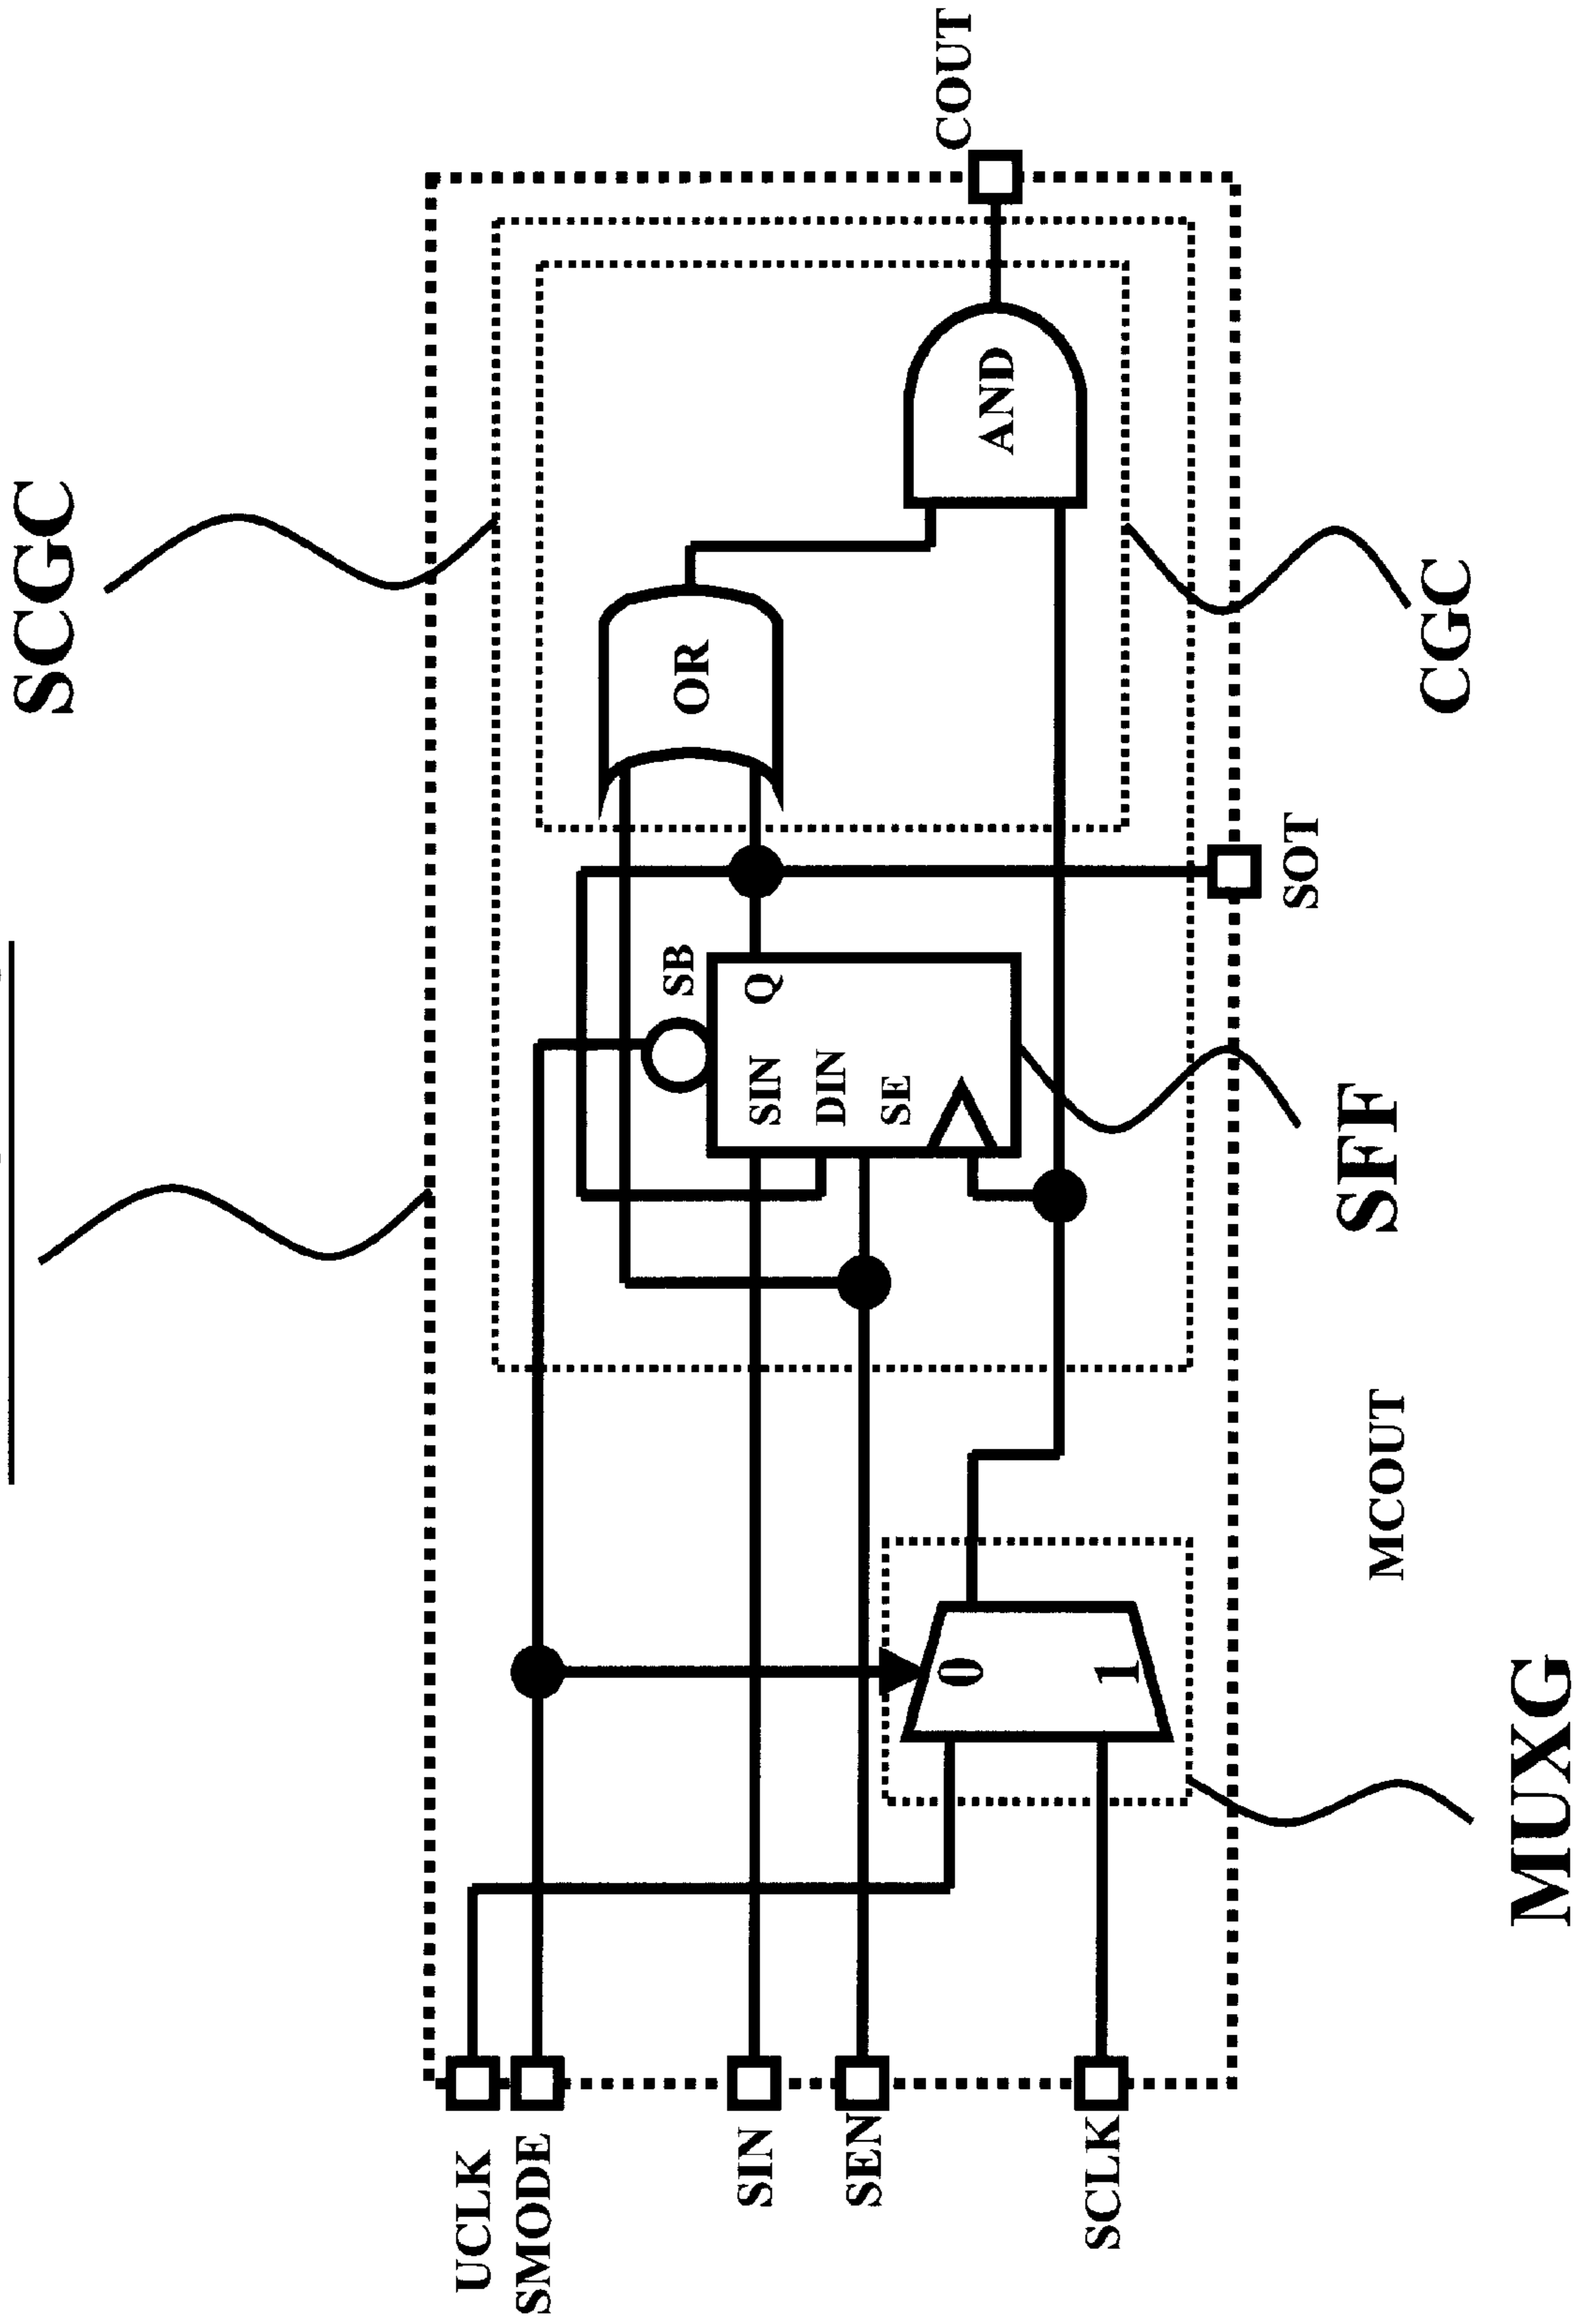 SCGC
UCLK
SMODE
SIN
SEN
SCLK
0
1
SB
SIN
Q
DIN
SE
OR
AND
COUT
SOT
MCOUT
MUXG
SFF
CGC